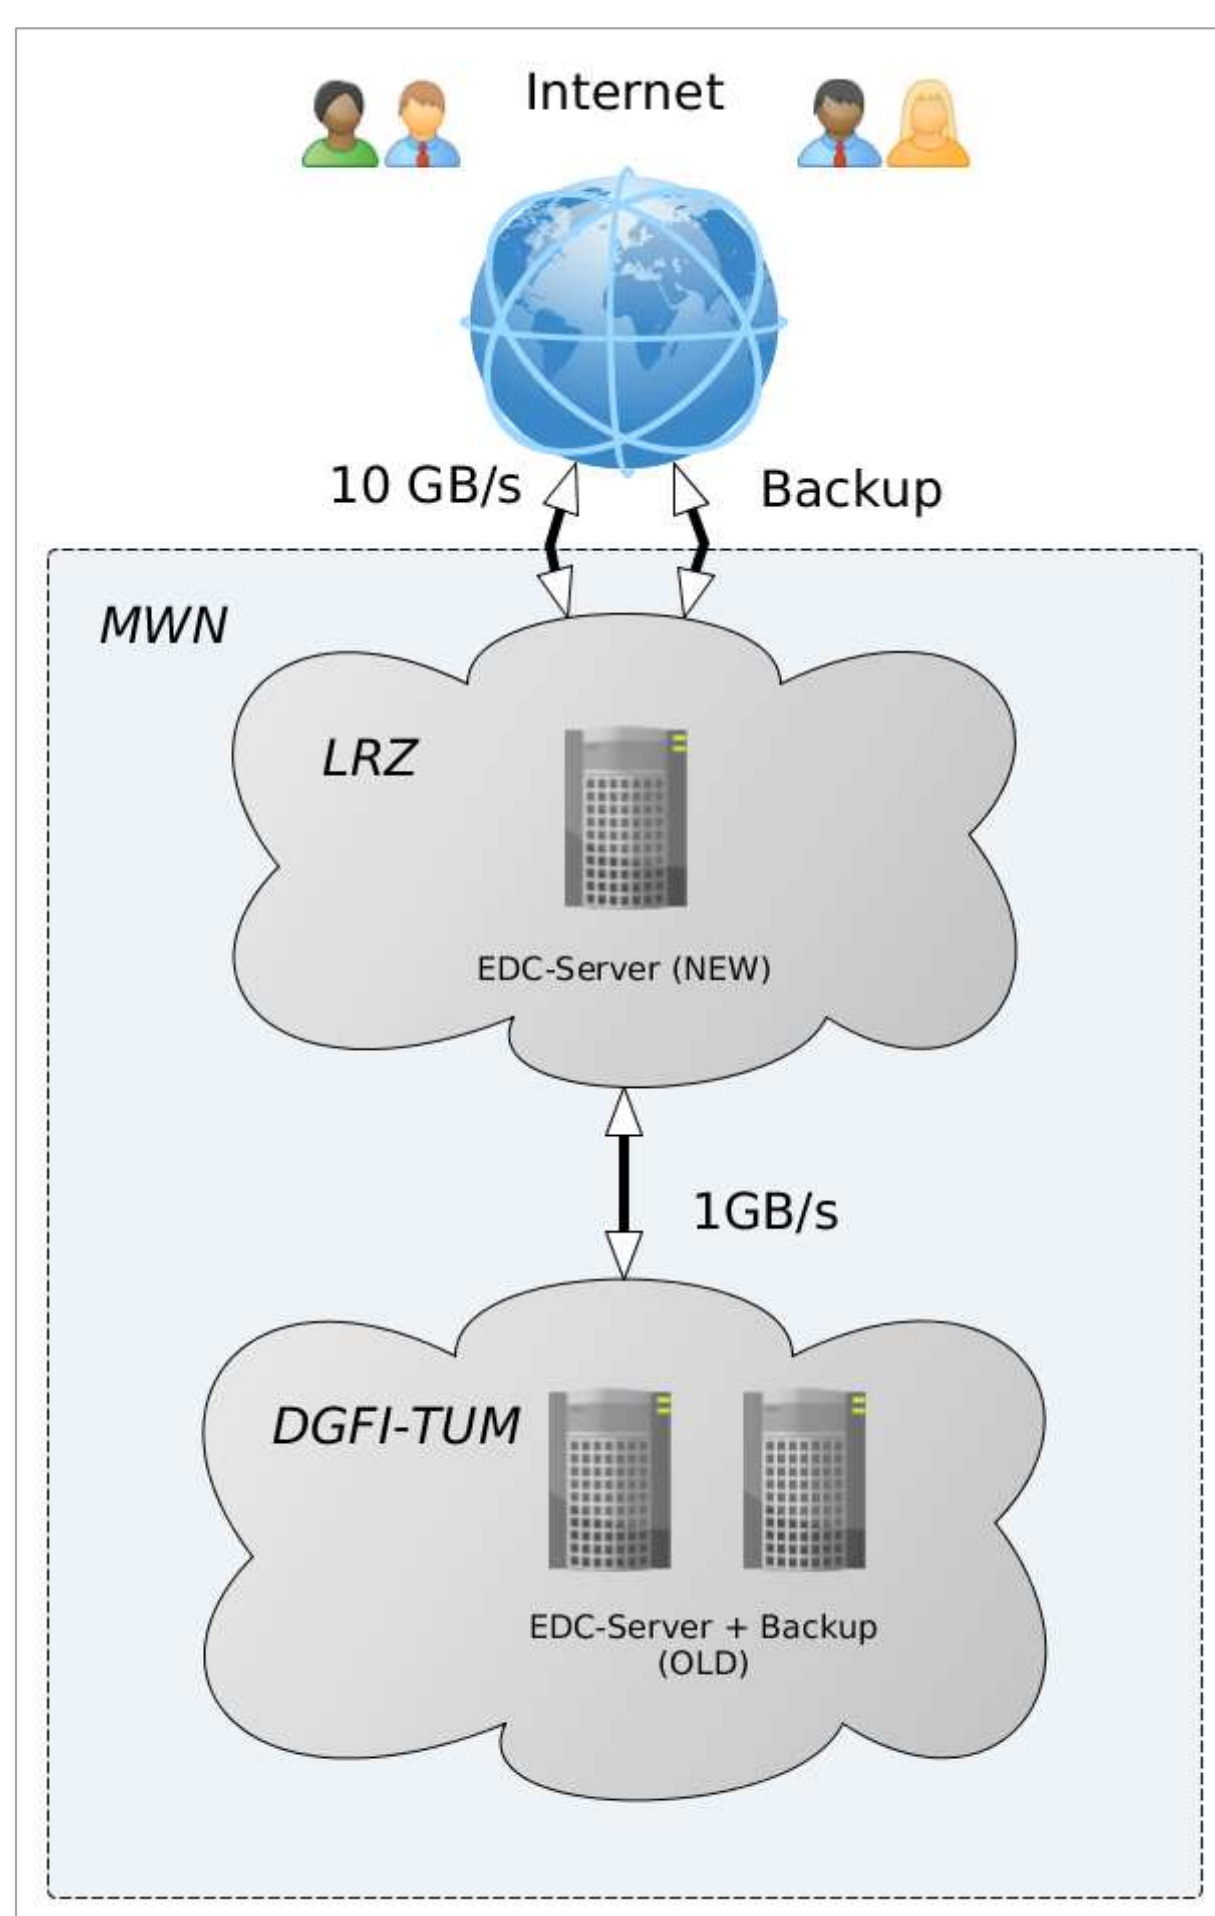 Internet
10 GB/s
Backup
MWN
LRZ
EDC-Server (NEW)
1GB/s
DGFI-TUM
EDC-Server + Backup
(OLD)